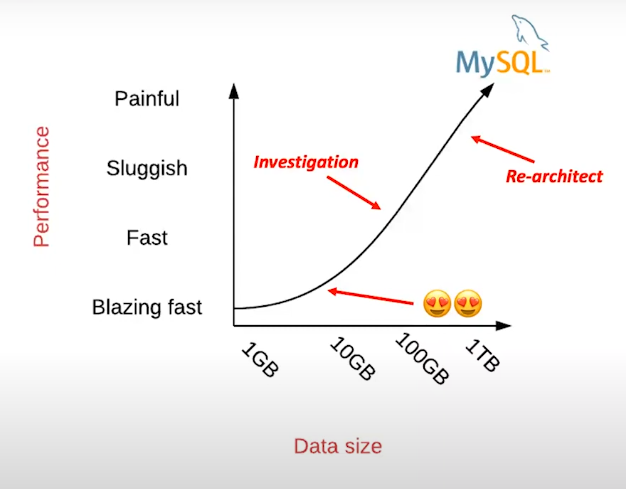 MySQL
Painful
Performance
Investigation
Sluggish
Re-architect
Fast
Blazing fast
1GB
10GB
100GB
1TB
Data size